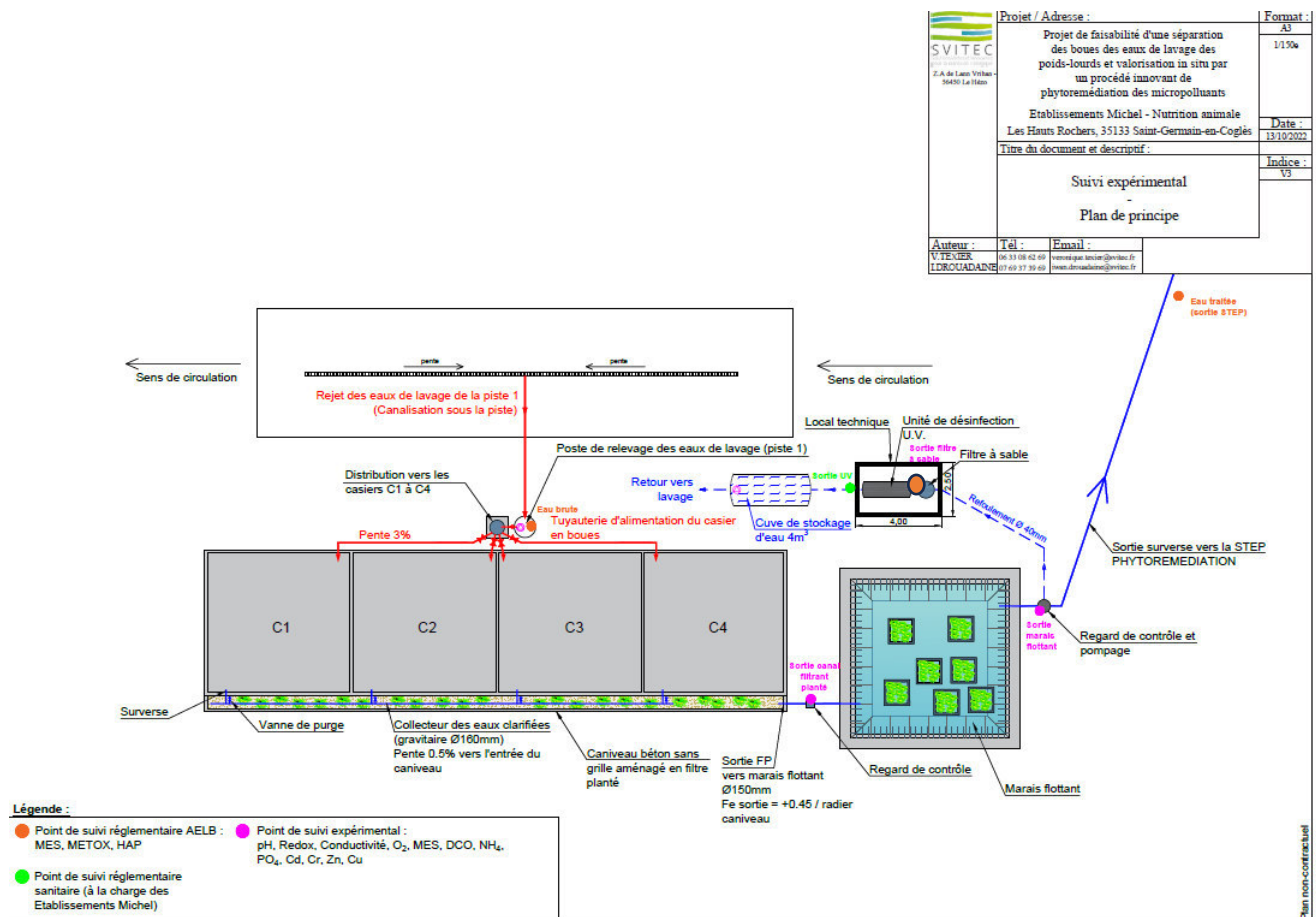 Projet / Adresse :
Format :
A3
1/150e
SVITEC
Z.A de Lann Vrihan -
56450 Le Hézo
Projet de faisabilité d'une séparation
des boues des eaux de lavage des
poids-lourds et valorisation in situ par
un procédé innovant de
phytoremédiation des micropolluants
Etablissements Michel - Nutrition animale
Les Hauts Rochers, 35133 Saint-Germain-en-Coglès
Date :
13/10/2022
Titre du document et descriptif :
Indice :
V3
Suivi expérimental
-
Plan de principe
Auteur :
Tél :
Email :
V.TEXIER
06 33 08 62 69
veronique.texier@svitec.fr
I.DROUADAINE
07 69 37 39 69
iwan.drouadaine@svitec.fr
Eau traitée
(sortie STEP)
pente
pente
Sens de circulation
Sens de circulation
Rejet des eaux de lavage de la piste 1
(Canalisation sous la piste)
Local technique
Unité de désinfection
U.V.
Sortie filtre
à sable
Filtre à sable
Poste de relevage des eaux de lavage (piste 1)
Distribution vers les
casiers C1 à C4
Retour vers
lavage
Sortie UV
2,50
4,00
Refoulement Ø 40mm
Eau brute
Tuyauterie d'alimentation du casier
en boues
Cuve de stockage
d'eau 4m³
Pente 3%
Sortie surverse vers la STEP
PHYTOREMEDIATION
C1
C2
C3
C4
Sortie
marais
flottant
Regard de contrôle et
pompage
Sortie canal
filtrant
planté
Surverse
Vanne de purge
Collecteur des eaux clarifiées
(gravitaire Ø160mm)
Pente 0.5% vers l'entrée du
caniveau
Caniveau béton sans
grille aménagé en filtre
planté
Sortie FP
vers marais flottant
Ø150mm
Fe sortie = +0.45 / radier
caniveau
Regard de contrôle
Marais flottant
Légende :
Point de suivi réglementaire AELB :
MES, METOX, HAP
Point de suivi expérimental :
pH, Redox, Conductivité, O₂, MES, DCO, NH₄,
PO₄, Cd, Cr, Zn, Cu
Point de suivi réglementaire
sanitaire (à la charge des
Etablissements Michel)
Plan non-contractuel